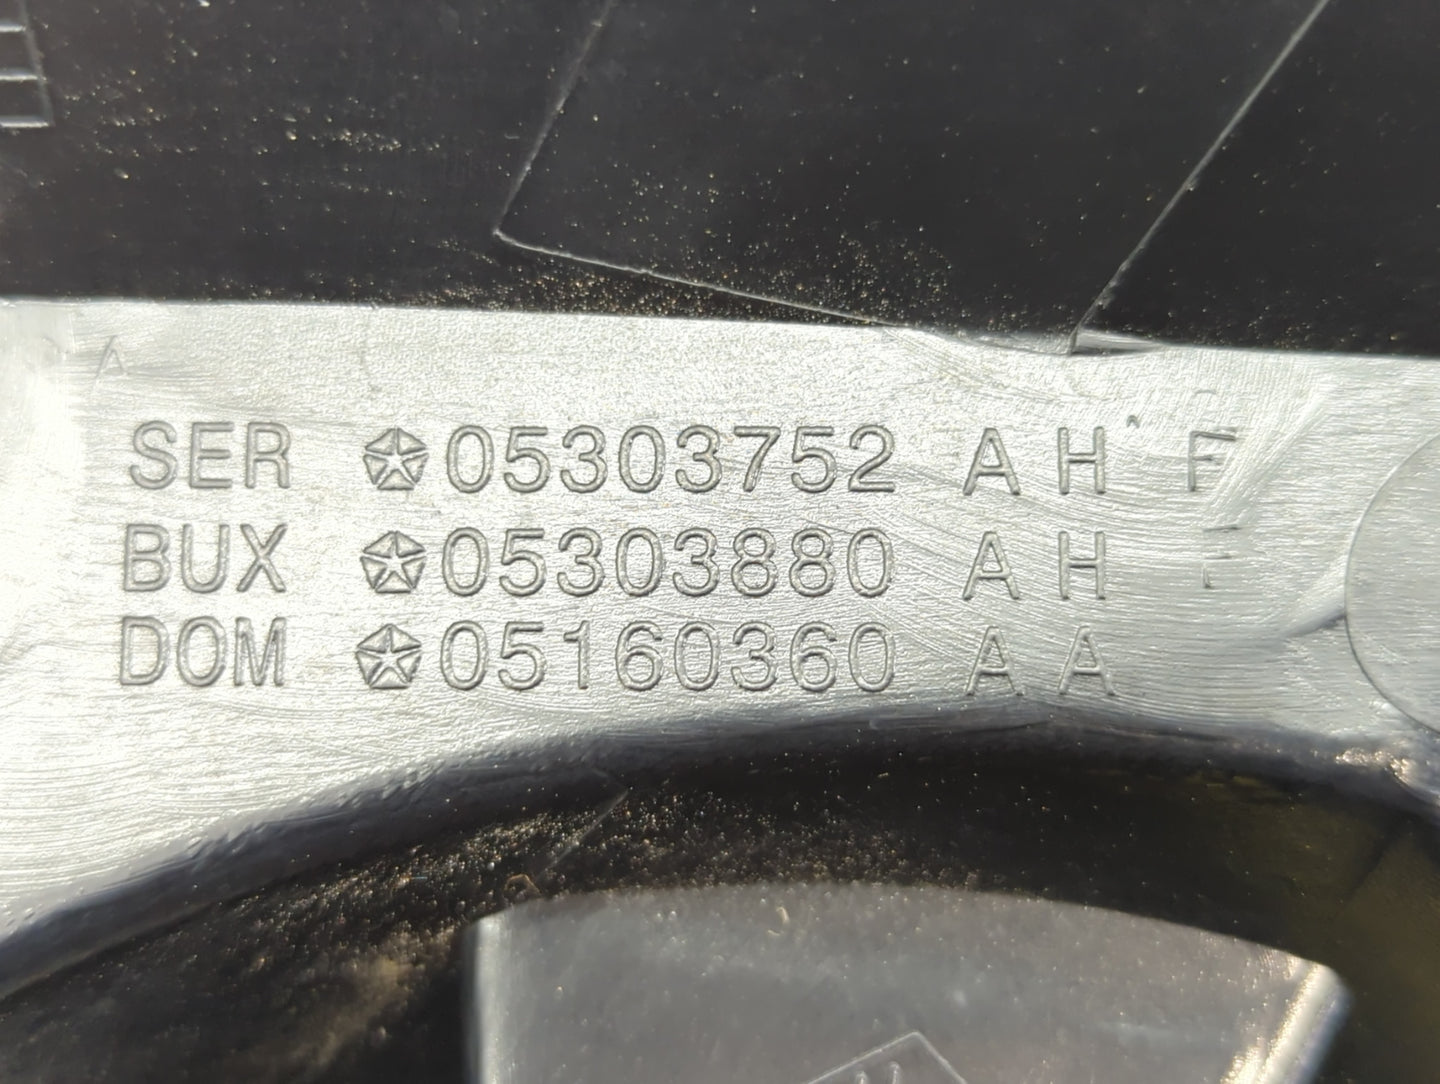 A
SER 05303752 A H F
BUX 05303880 A H F
DOM 05160360 A A